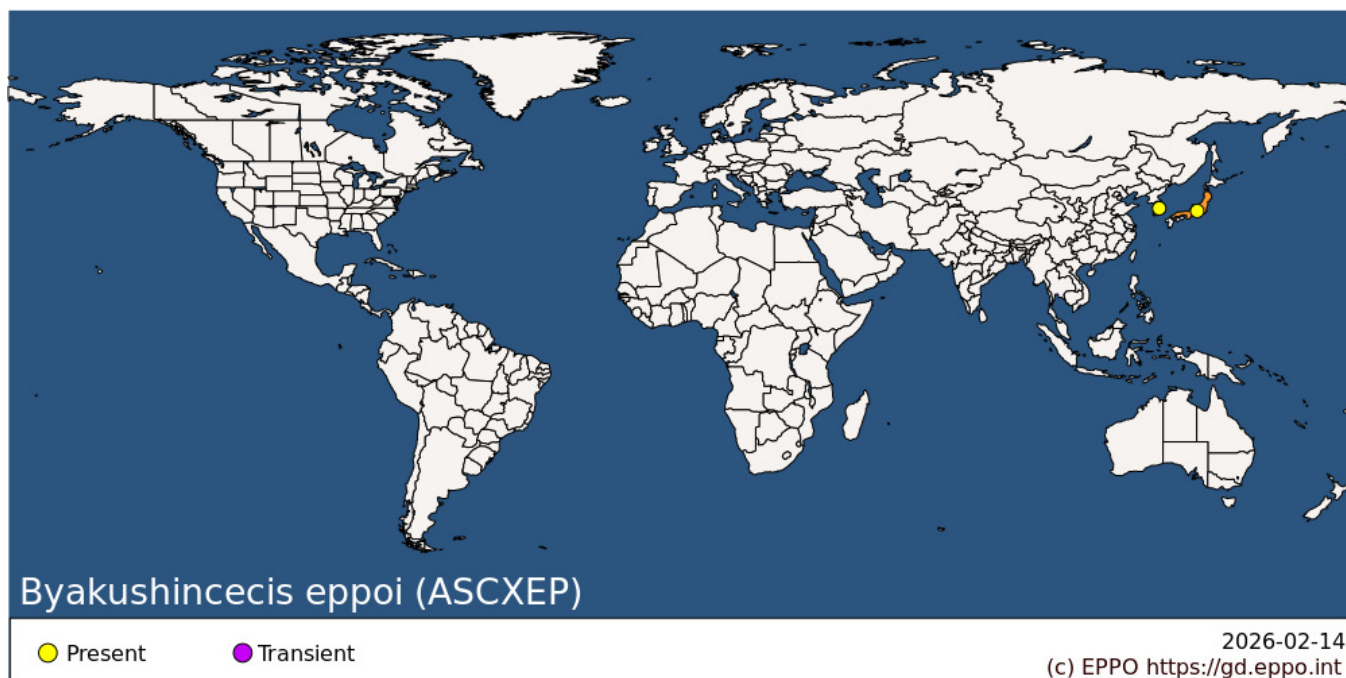 Byakushincecis eppoi (ASCXEP)
Present
Transient
2026-02-14
(c) EPPO https://gd.eppo.int